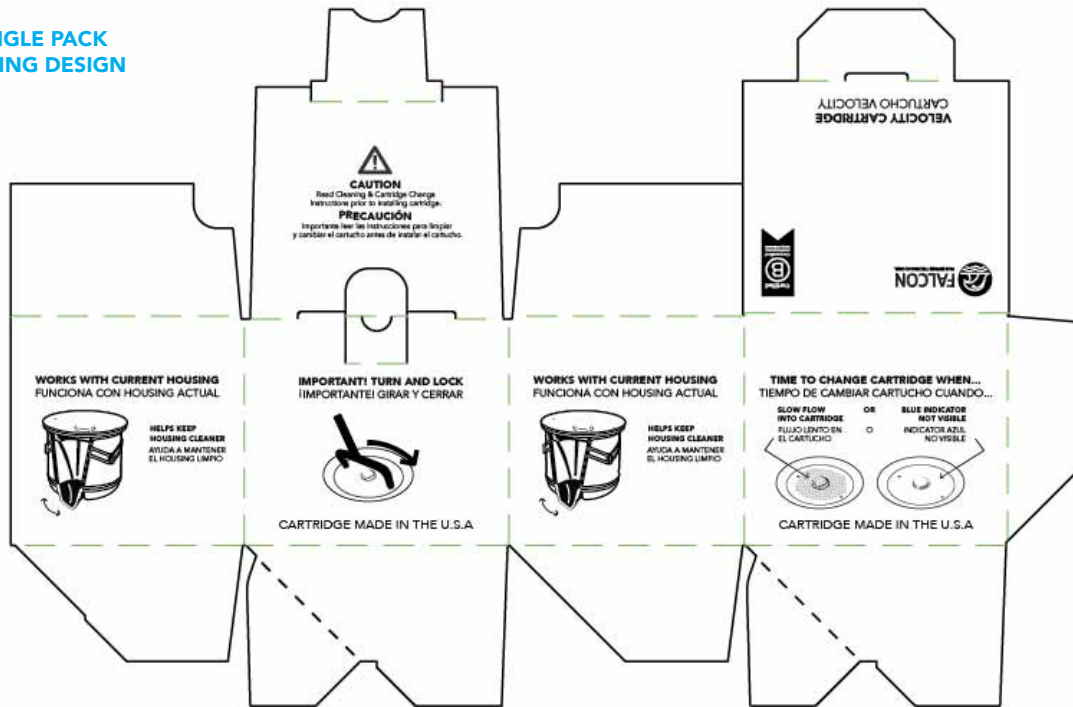 NGLE PACK
ING DESIGN
CAUTION
Read Cleaning & Cartridge Change
Instructions prior to installing cartridge.
PRECAUCIÓN
Importante leer las instrucciones para limpiar
y cambiar el cartucho antes de instalar el cartucho.
VELOCITY CARTRIDGE
CARTUCHO VELOCITY
FALCON
Certified
B
Corporation
WORKS WITH CURRENT HOUSING
FUNCIONA CON HOUSING ACTUAL
HELPS KEEP
HOUSING CLEANER
AYUDA A MANTENER
EL HOUSING LIMPIO
IMPORTANT! TURN AND LOCK
¡IMPORTANTE! GIRAR Y CERRAR
CARTRIDGE MADE IN THE U.S.A
WORKS WITH CURRENT HOUSING
FUNCIONA CON HOUSING ACTUAL
HELPS KEEP
HOUSING CLEANER
AYUDA A MANTENER
EL HOUSING LIMPIO
TIME TO CHANGE CARTRIDGE WHEN...
TIEMPO DE CAMBIAR CARTUCHO CUANDO...
SLOW FLOW
INTO CARTRIDGE
FLUJO LENTO EN
EL CARTUCHO
OR
O
BLUE INDICATOR
NOT VISIBLE
INDICATOR AZUL
NO VISIBLE
CARTRIDGE MADE IN THE U.S.A